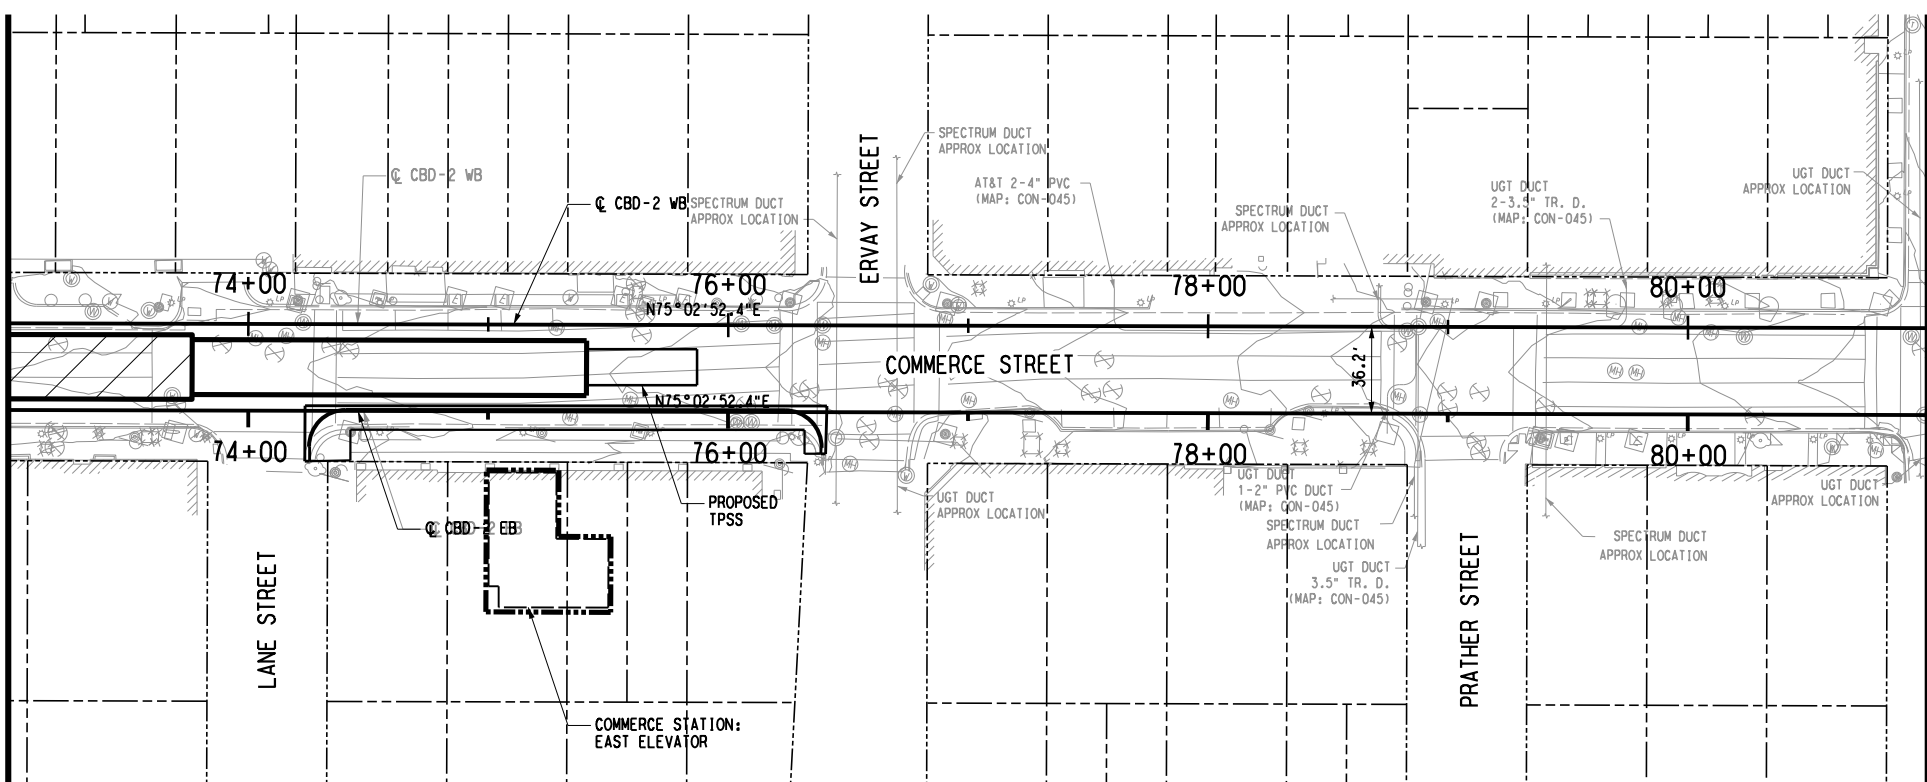 SPECTRUM DUCT
APPROX LOCATION
℄ CBD-2 WB
℄ CBD-2 WB
SPECTRUM DUCT
APPROX LOCATION
ERVAY STREET
AT&T 2-4" PVC
(MAP: CON-045)
SPECTRUM DUCT
APPROX LOCATION
UGT DUCT
2-3.5" TR. D.
(MAP: CON-045)
UGT DUCT
APPROX LOCATION
74+00
76+00
78+00
80+00
N75°02'52.4"E
COMMERCE STREET
36.2'
N75°02'52.4"E
74+00
76+00
78+00
80+00
PROPOSED
TPSS
℄ CBD-2 EB
UGT DUCT
APPROX LOCATION
UGT DUCT
1-2" PVC DUCT
(MAP: CON-045)
SPECTRUM DUCT
APPROX LOCATION
UGT DUCT
3.5" TR. D.
(MAP: CON-045)
SPECTRUM DUCT
APPROX LOCATION
UGT DUCT
APPROX LOCATION
LANE STREET
PRATHER STREET
COMMERCE STATION:
EAST ELEVATOR